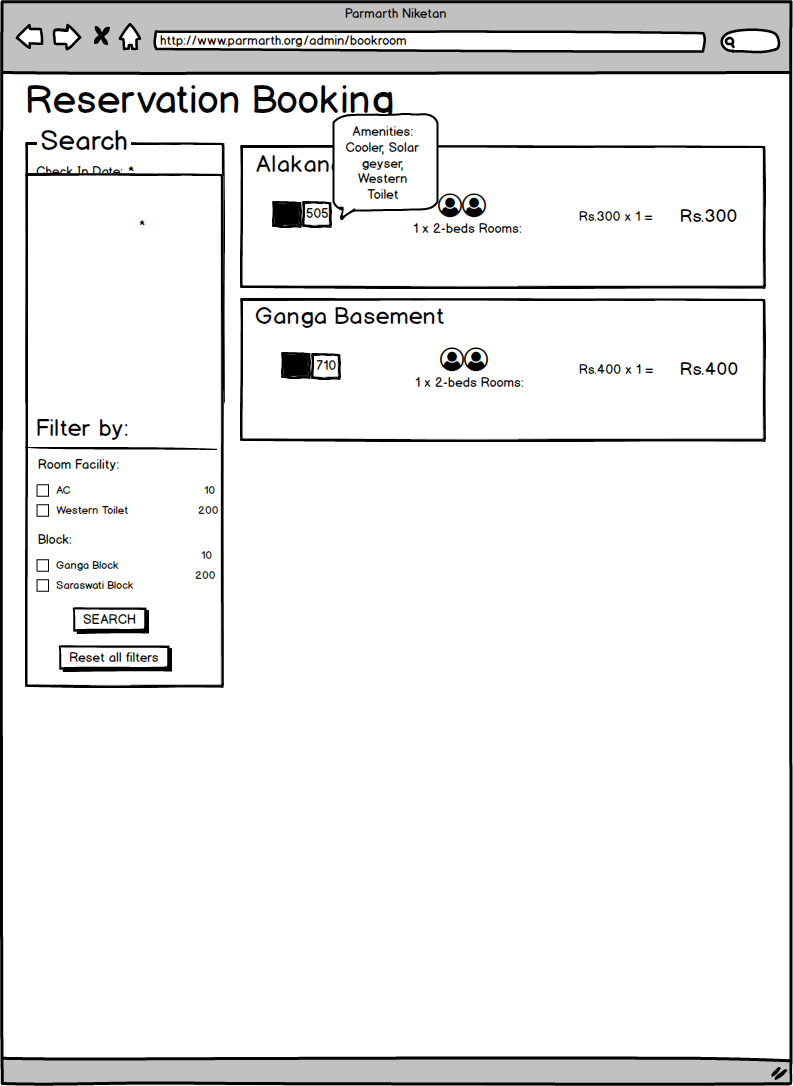 Parmarth Niketan
http://www.parmarth.org/admin/bookroom
Reservation Booking
Search
Check In Date: *
*
Filter by:
Room Facility:
AC 10
Western Toilet 200
Block:
10
Ganga Block
200
Saraswati Block
SEARCH
Reset all filters
Amenities:
Cooler, Solar
geyser,
Western
Toilet
505
1 x 2-beds Rooms:
Rs.300 x 1 = Rs.300
Ganga Basement
710
1 x 2-beds Rooms:
Rs.400 x 1 = Rs.400